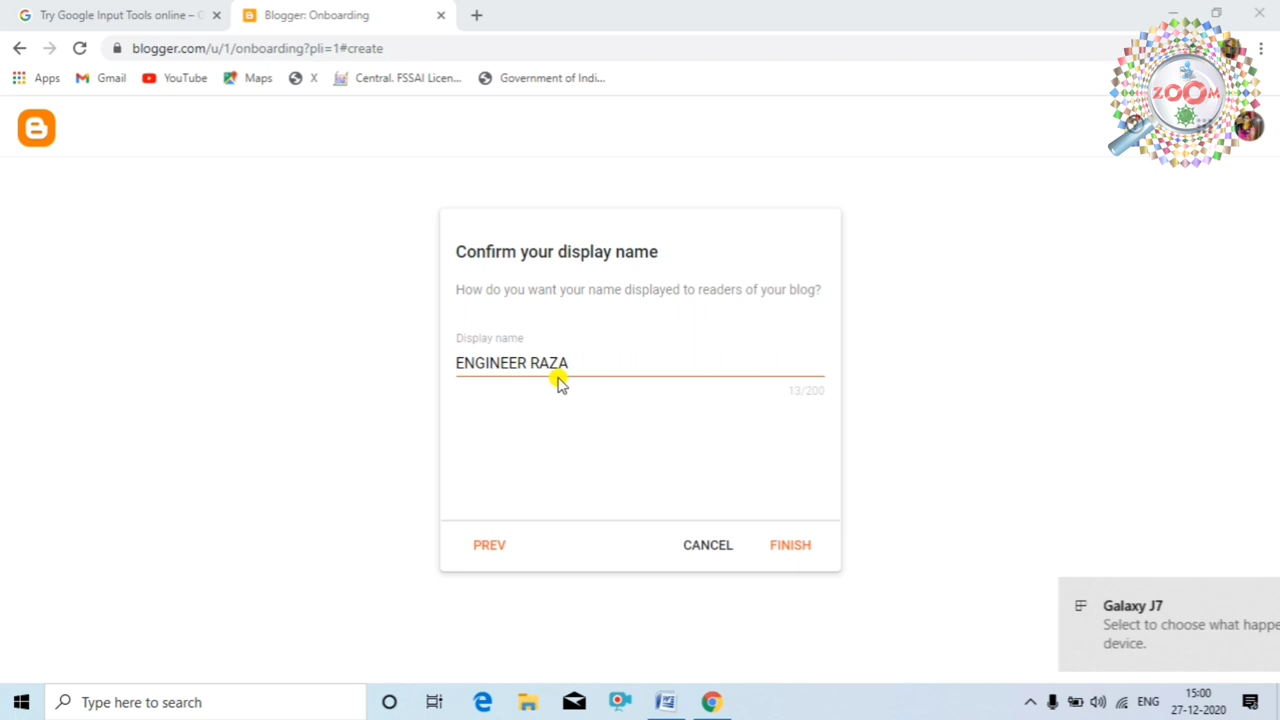 Try Google Input Tools online – G
Blogger: Onboarding
blogger.com/u/1/onboarding?pli=1#create
Apps
Gmail
YouTube
Maps
X
Central. FSSAI Licen...
Government of Indi...
ZOOM
Confirm your display name
How do you want your name displayed to readers of your blog?
Display name
ENGINEER RAZA
13/200
PREV
CANCEL
FINISH
Galaxy J7
Select to choose what happe
device.
Type here to search
ENG
15:00
27-12-2020